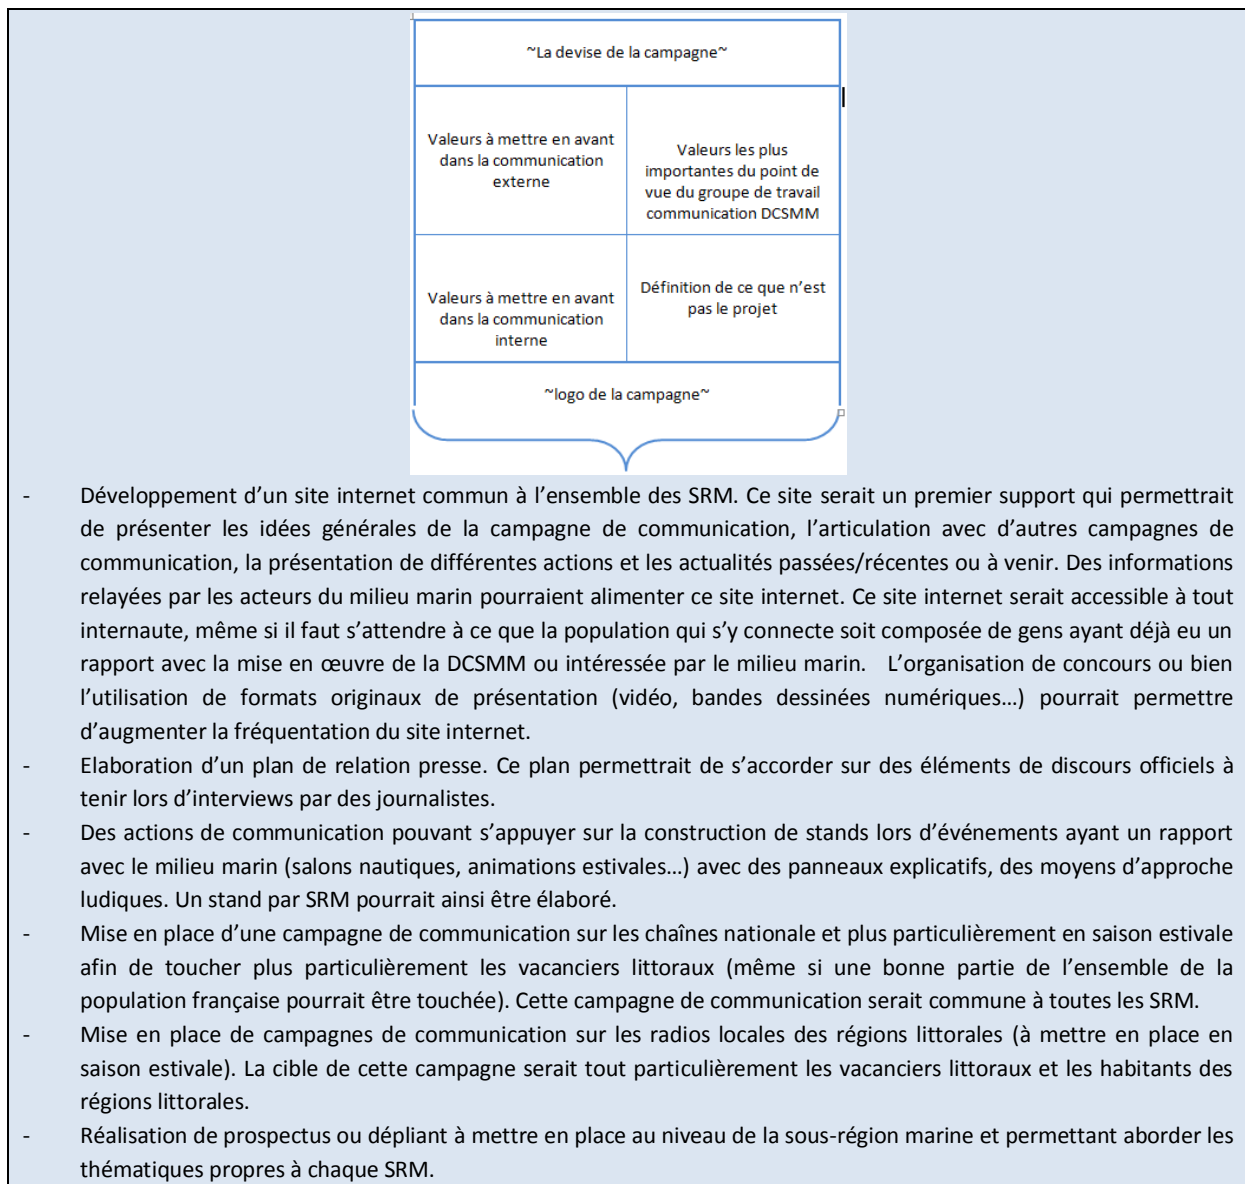 ~La devise de la campagne~
Valeurs à mettre en avant
dans la communication
externe
Valeurs les plus
importantes du point de
vue du groupe de travail
communication DCSMM
Valeurs à mettre en avant
dans la communication
interne
Définition de ce que n’est
pas le projet
~logo de la campagne~
- Développement d’un site internet commun à l’ensemble des SRM. Ce site serait un premier support qui permettrait
de présenter les idées générales de la campagne de communication, l’articulation avec d’autres campagnes de
communication, la présentation de différentes actions et les actualités passées/récentes ou à venir. Des informations
relayées par les acteurs du milieu marin pourraient alimenter ce site internet. Ce site internet serait accessible à tout
internaute, même si il faut s’attendre à ce que la population qui s’y connecte soit composée de gens ayant déjà eu un
rapport avec la mise en œuvre de la DCSMM ou intéressée par le milieu marin. L’organisation de concours ou bien
l’utilisation de formats originaux de présentation (vidéo, bandes dessinées numériques…) pourrait permettre
d’augmenter la fréquentation du site internet.
- Elaboration d’un plan de relation presse. Ce plan permettrait de s’accorder sur des éléments de discours officiels à
tenir lors d’interviews par des journalistes.
- Des actions de communication pouvant s’appuyer sur la construction de stands lors d’événements ayant un rapport
avec le milieu marin (salons nautiques, animations estivales…) avec des panneaux explicatifs, des moyens d’approche
ludiques. Un stand par SRM pourrait ainsi être élaboré.
- Mise en place d’une campagne de communication sur les chaînes nationale et plus particulièrement en saison estivale
afin de toucher plus particulièrement les vacanciers littoraux (même si une bonne partie de l’ensemble de la
population française pourrait être touchée). Cette campagne de communication serait commune à toutes les SRM.
- Mise en place de campagnes de communication sur les radios locales des régions littorales (à mettre en place en
saison estivale). La cible de cette campagne serait tout particulièrement les vacanciers littoraux et les habitants des
régions littorales.
- Réalisation de prospectus ou dépliant à mettre en place au niveau de la sous-région marine et permettant aborder les
thématiques propres à chaque SRM.